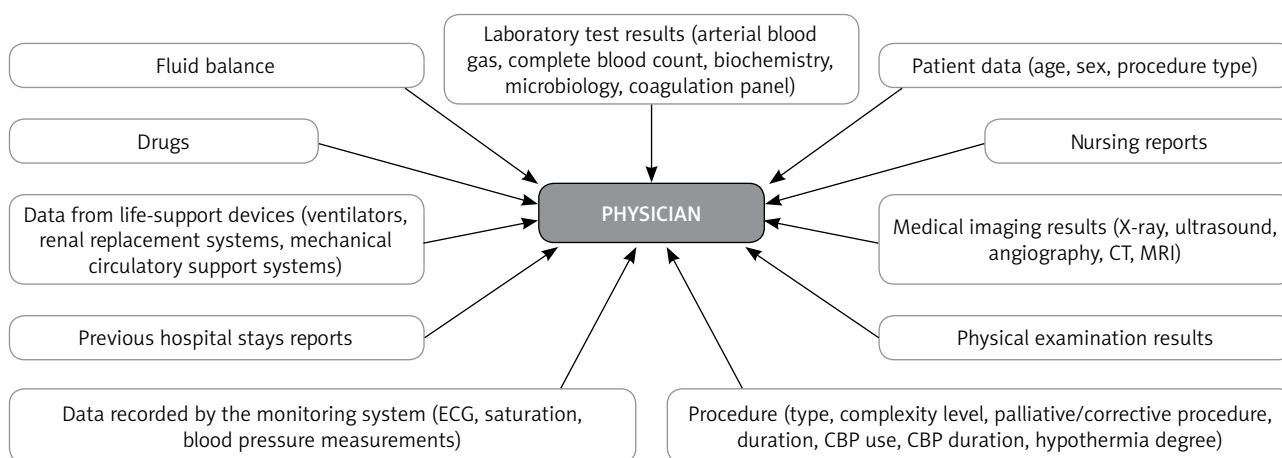 Laboratory test results (arterial blood
gas, complete blood count, biochemistry,
microbiology, coagulation panel)
Fluid balance
Patient data (age, sex, procedure type)
Drugs
Nursing reports
PHYSICIAN
Data from life-support devices (ventilators,
renal replacement systems, mechanical
circulatory support systems)
Medical imaging results (X-ray, ultrasound,
angiography, CT, MRI)
Previous hospital stays reports
Physical examination results
Data recorded by the monitoring system (ECG, saturation,
blood pressure measurements)
Procedure (type, complexity level, palliative/corrective procedure,
duration, CBP use, CBP duration, hypothermia degree)